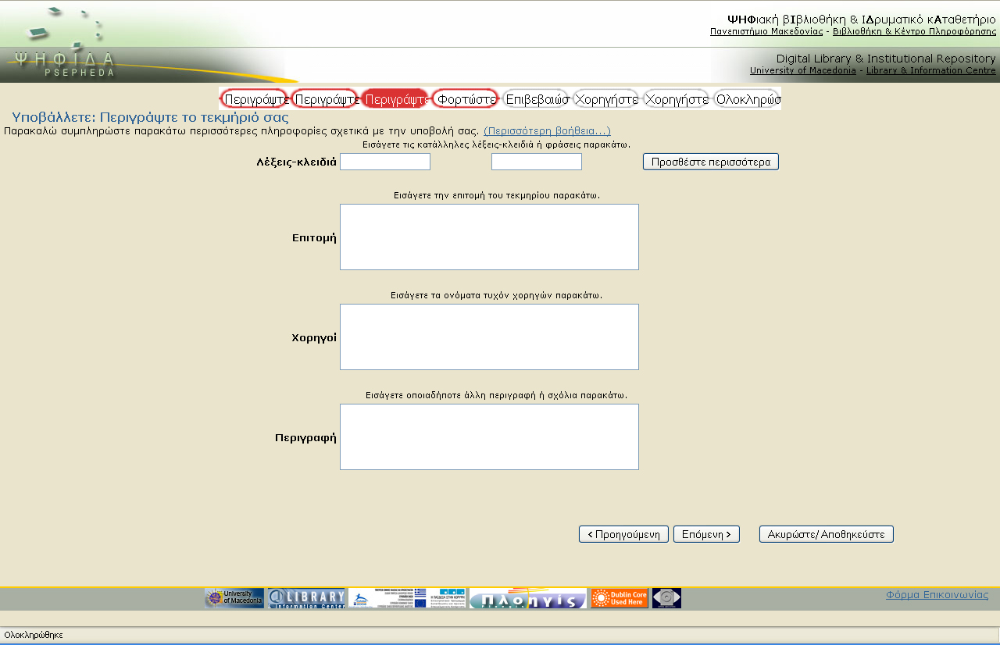 ΨΗΦιακή βΙβλιοθήκη & ΙΔρυματικό κΑταθετήριο
Πανεπιστήμιο Μακεδονίας - Βιβλιοθήκη & Κέντρο Πληροφόρησης
ΨΗΦΙΔΑ
PSEPHEDA
Digital Library & Institutional Repository
University of Macedonia - Library & Information Centre
Περιγράψτε Περιγράψτε Περιγράψτε Φορτώστε Επιβεβαιώσ Χορηγήστε Χορηγήστε Ολοκληρώσ
Υποβάλλετε: Περιγράψτε το τεκμήριό σας
Παρακαλώ συμπληρώστε παρακάτω περισσότερες πληροφορίες σχετικά με την υποβολή σας. (Περισσότερη βοήθεια...)
Εισάγετε τις κατάλληλες λέξεις-κλειδιά ή φράσεις παρακάτω.
Λέξεις-κλειδιά Προσθέστε περισσότερα
Εισάγετε την επιτομή του τεκμηρίου παρακάτω.
Επιτομή
Εισάγετε τα ονόματα τυχόν χορηγών παρακάτω.
Χορηγοί
Εισάγετε οποιαδήποτε άλλη περιγραφή ή σχόλια παρακάτω.
Περιγραφή
< Προηγούμενη Επόμενη > Ακυρώστε/Αποθηκεύστε
University of Macedonia
@LIBRARY
Information Center
Πλοηγίς
Dublin Core Used Here
Φόρμα Επικοινωνίας
Ολοκληρώθηκε